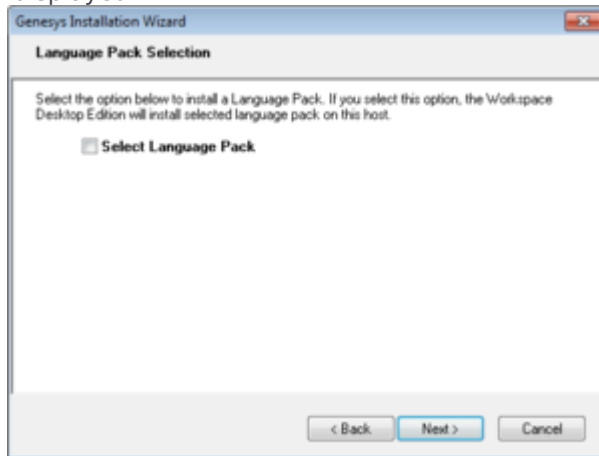 Genesys Installation Wizard
Language Pack Selection
Select the option below to install a Language Pack. If you select this option, the Workspace
Desktop Edition will install selected language pack on this host.
Select Language Pack
< Back
Next >
Cancel